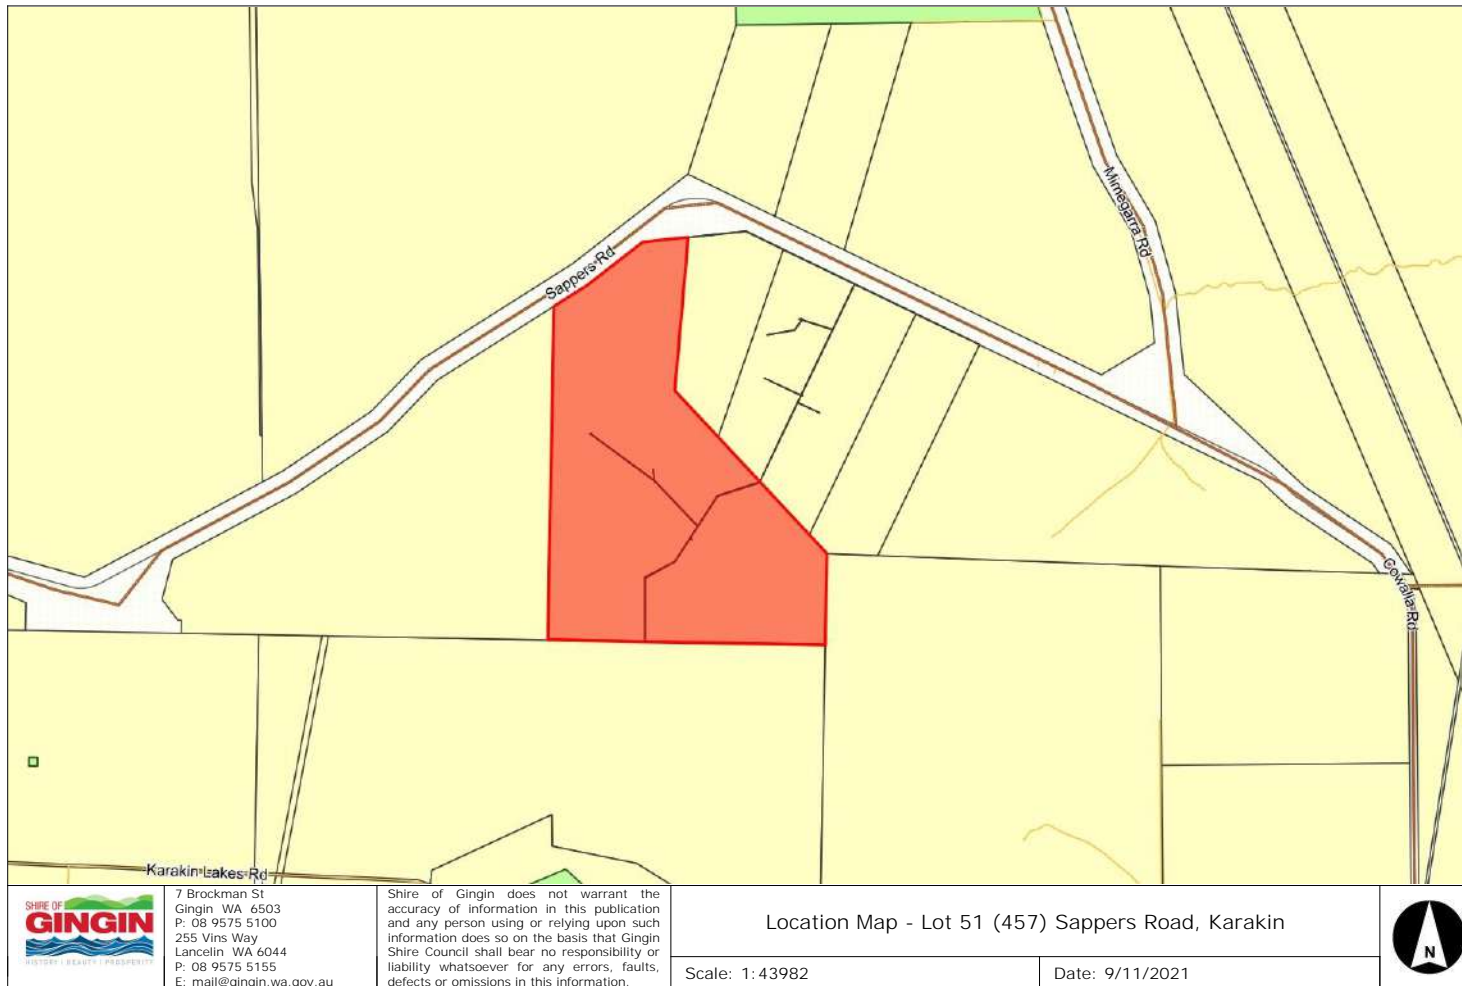 Mimegarra Rd
Sappers Rd
Cowalla Rd
Karakin Lakes Rd
SHIRE OF
GINGIN
HISTORY | BEAUTY | PROSPERITY
7 Brockman St
Gingin WA 6503
P: 08 9575 5100
255 Vins Way
Lancelin WA 6044
P: 08 9575 5155
E: mail@gingin.wa.gov.au
Shire of Gingin does not warrant the
accuracy of information in this publication
and any person using or relying upon such
information does so on the basis that Gingin
Shire Council shall bear no responsibility or
liability whatsoever for any errors, faults,
defects or omissions in this information.
Location Map - Lot 51 (457) Sappers Road, Karakin
Scale: 1:43982
Date: 9/11/2021
N